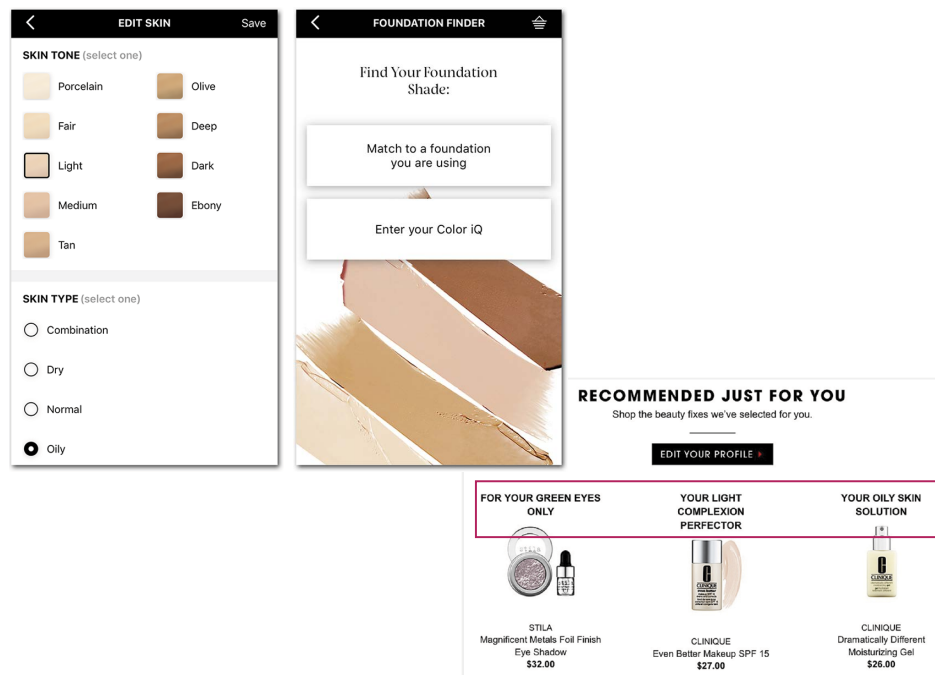 EDIT SKIN
Save
SKIN TONE (select one)
Porcelain
Olive
Fair
Deep
Light
Dark
Medium
Ebony
Tan
SKIN TYPE (select one)
Combination
Dry
Normal
Oily
FOUNDATION FINDER
Find Your Foundation
Shade:
Match to a foundation
you are using
Enter your Color iQ
RECOMMENDED JUST FOR YOU
Shop the beauty fixes we've selected for you.
EDIT YOUR PROFILE
FOR YOUR GREEN EYES
ONLY
stila
STILA
Magnificent Metals Foil Finish
Eye Shadow
$32.00
YOUR LIGHT
COMPLEXION
PERFECTOR
CLINIQUE
CLINIQUE
Even Better Makeup SPF 15
$27.00
YOUR OILY SKIN
SOLUTION
CLINIQUE
CLINIQUE
Dramatically Different
Moisturizing Gel
$26.00